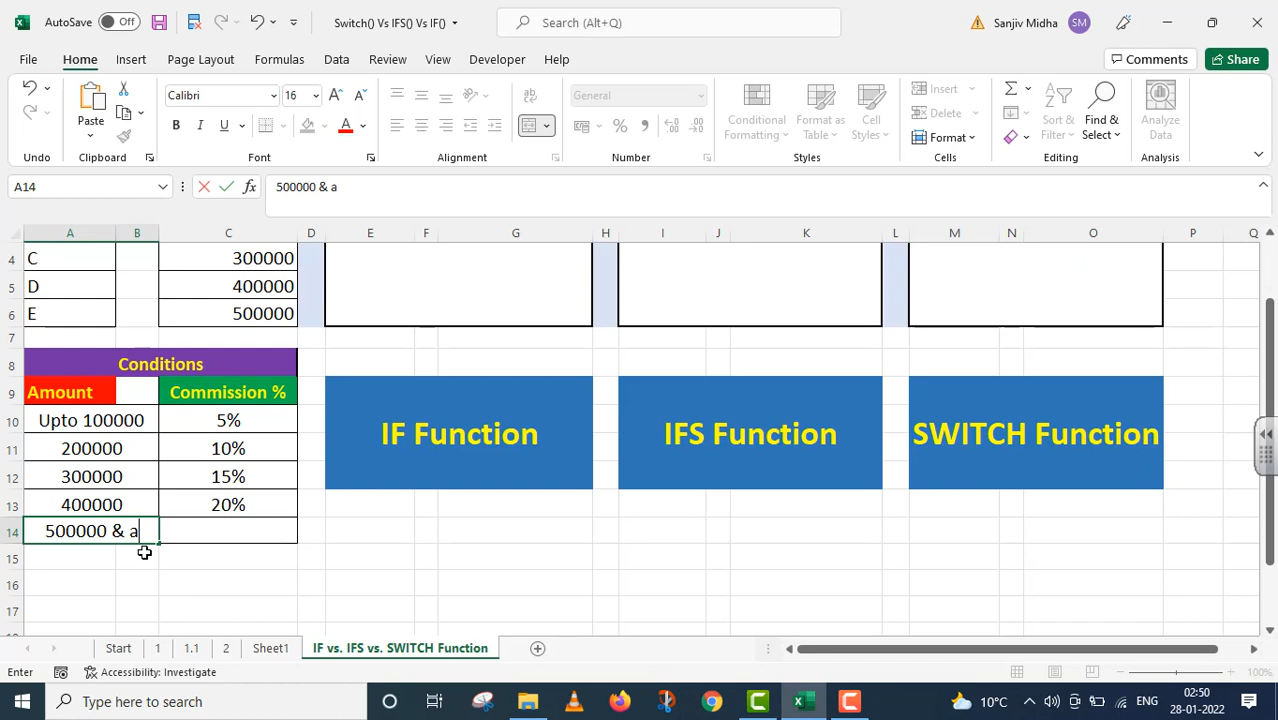 AutoSave Off Switch() Vs IFS() Vs IF() Search (Alt+Q) Sanjiv Midha SM
File Home Insert Page Layout Formulas Data Review View Developer Help Comments Share
Calibri 16 General Insert
Paste Conditional Format as Cell Delete Sort & Find & Analyze
Formatting Table Styles Format Filter Select Data
Undo Clipboard Font Alignment Number Styles Cells Editing Analysis
A14 fx 500000 & a
A B C D E F G H I J K L M N O P Q
4 C 300000
5 D 400000
6 E 500000
7
8 Conditions
9 Amount Commission %
10 Upto 100000 5%
IF Function IFS Function SWITCH Function
11 200000 10%
12 300000 15%
13 400000 20%
14 500000 & a
15
16
17
Start 1 1.1 2 Sheet1 IF vs. IFS vs. SWITCH Function
Enter Accessibility: Investigate 100%
Type here to search 10°C ENG 02:50
28-01-2022